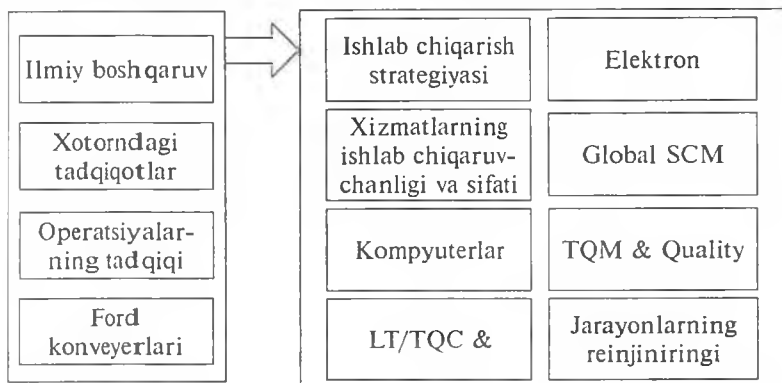 Ilmiy boshqaruv
Xotorndagi
tadqiqotlar
Operatsiyalar-
ning tadqiqi
Ford
konveyerlari
Ishlab chiqarish
strategiyasi
Elektron
Xizmatlarning
ishlab chiqaruv-
chanligi va sifati
Global SCM
Kompyuterlar
TQM & Quality
LT/TQC &
Jarayonlarning
reinjiniringi